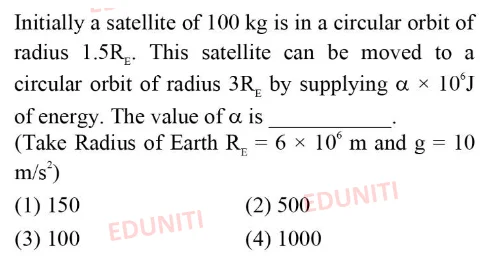 Initially a satellite of 100 kg is in a circular orbit of
radius 1.5R_E. This satellite can be moved to a
circular orbit of radius 3R_E by supplying α × 10⁶J
of energy. The value of α is ____________.
(Take Radius of Earth R_E = 6 × 10⁶ m and g = 10
m/s²)
(1) 150 (2) 500
(3) 100 (4) 1000
EDUNITI
EDUNITI